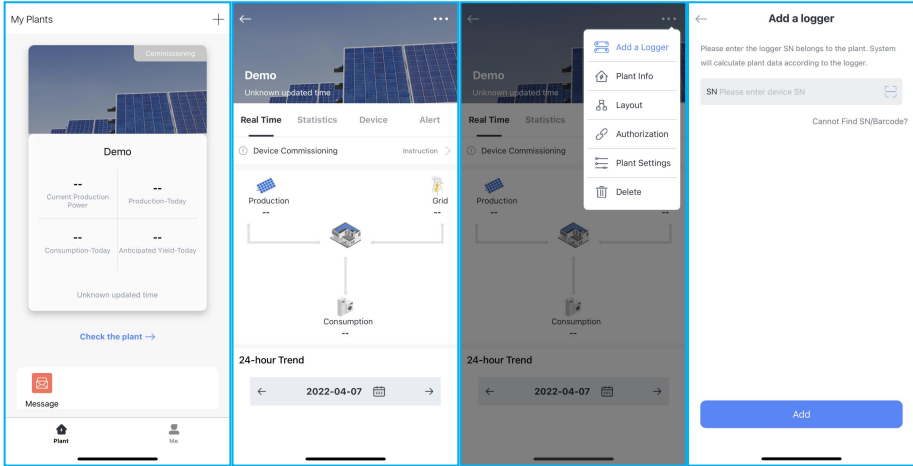 My Plants
Commissioning
Demo
--
Current Production
Power
--
Production-Today
--
Consumption-Today
--
Anticipated Yield-Today
Unknown updated time
Check the plant
Message
Plant
Me
Demo
Unknown updated time
Real Time
Statistics
Device
Alert
Device Commissioning
Instruction
Production
--
Grid
--
Consumption
--
24-hour Trend
2022-04-07
Demo
Unknown updated time
Real Time
Statistics
Device Commissioning
Add a Logger
Plant Info
Layout
Authorization
Plant Settings
Delete
Production
--
--
Consumption
--
24-hour Trend
2022-04-07
Add a logger
Please enter the logger SN belongs to the plant. System
will calculate plant data according to the logger.
SN Please enter device SN
Cannot Find SN/Barcode?
Add